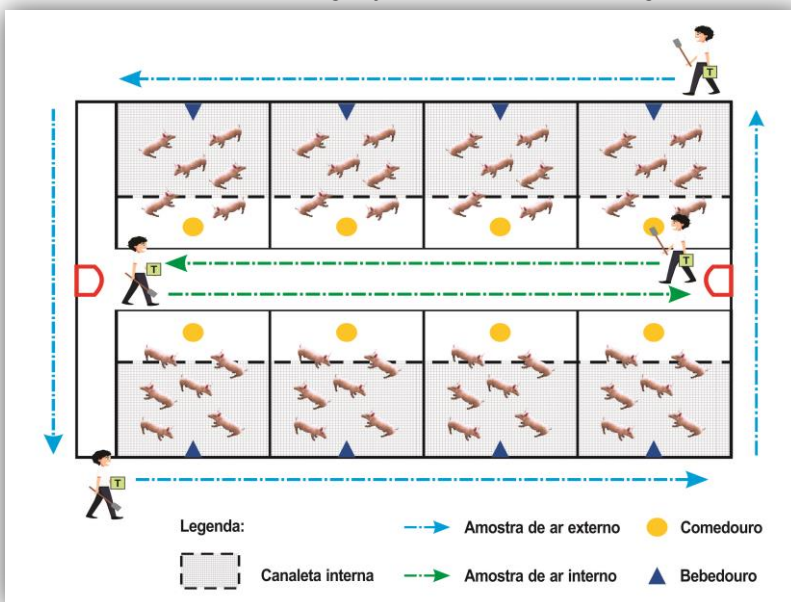 T
T
T
T
Legenda:
Amostra de ar externo
Comedouro
Canaleta interna
Amostra de ar interno
Bebedouro